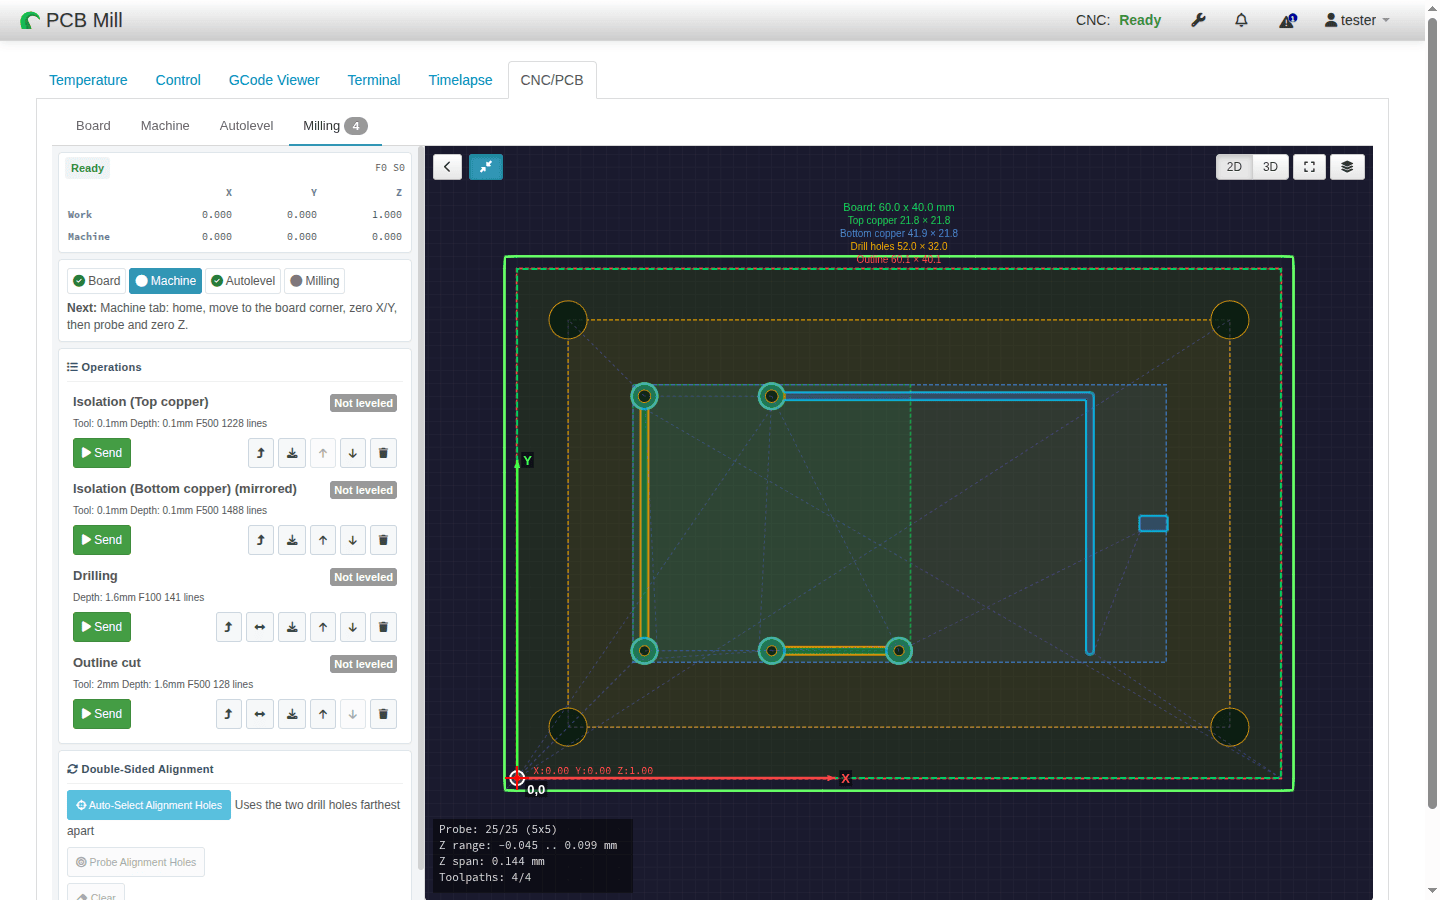 PCB Mill
CNC: Ready
1
tester
Temperature
Control
GCode Viewer
Terminal
Timelapse
CNC/PCB
Board
Machine
Autolevel
Milling 4
Ready
F0 S0
X Y Z
Work 0.000 0.000 1.000
Machine 0.000 0.000 0.000
Board
Machine
Autolevel
Milling
Next: Machine tab: home, move to the board corner, zero X/Y,
then probe and zero Z.
Operations
Isolation (Top copper)
Not leveled
Tool: 0.1mm Depth: 0.1mm F500 1228 lines
Send
Isolation (Bottom copper) (mirrored)
Not leveled
Tool: 0.1mm Depth: 0.1mm F500 1488 lines
Send
Drilling
Not leveled
Depth: 1.6mm F100 141 lines
Send
Outline cut
Not leveled
Tool: 2mm Depth: 1.6mm F500 128 lines
Send
Double-Sided Alignment
Auto-Select Alignment Holes Uses the two drill holes farthest
apart
Probe Alignment Holes
Clear
2D
3D
Board: 60.0 x 40.0 mm
Top copper 21.8 × 21.8
Bottom copper 41.9 × 21.8
Drill holes 52.0 × 32.0
Outline 60.1 × 40.1
Y
X:0.00 Y:0.00 Z:1.00
X
0,0
Probe: 25/25 (5x5)
Z range: -0.045 .. 0.099 mm
Z span: 0.144 mm
Toolpaths: 4/4